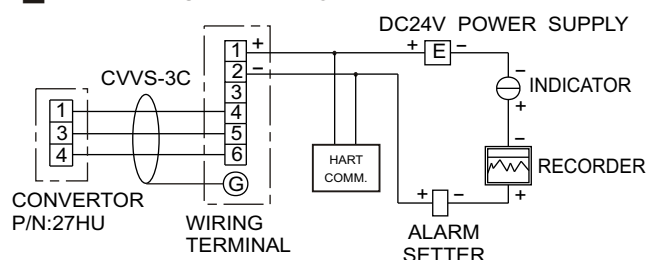 DC24V POWER SUPPLY
+ E −
1 +
2 −
3
4
5
6
G
CVVS-3C
1
3
4
CONVERTOR
P/N:27HU
WIRING
TERMINAL
HART
COMM.
−
INDICATOR
+
−
RECORDER
+
+ −
ALARM
SETTER